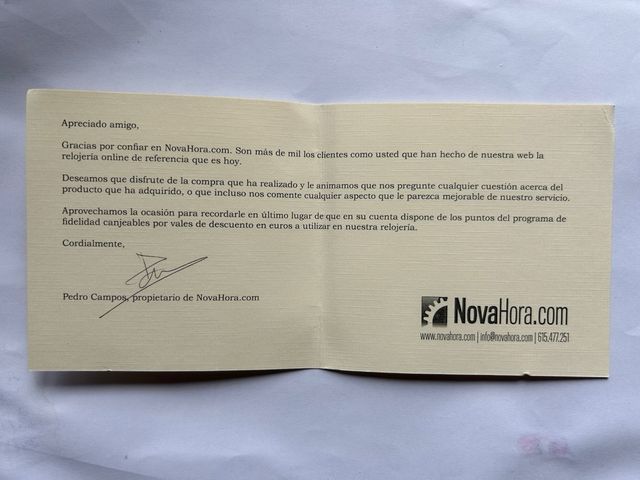 Apreciado amigo,
Gracias por confiar en NovaHora.com. Son más de mil los clientes como usted que han hecho de nuestra web la
relojería online de referencia que es hoy.
Deseamos que disfrute de la compra que ha realizado y le animamos que nos pregunte cualquier cuestión acerca del
producto que ha adquirido, o que incluso nos comente cualquier aspecto que le parezca mejorable de nuestro servicio.
Aprovechamos la ocasión para recordarle en último lugar de que en su cuenta dispone de los puntos del programa de
fidelidad canjeables por vales de descuento en euros a utilizar en nuestra relojería.
Cordialmente,
Pedro Campos, propietario de NovaHora.com
NovaHora.com
www.novahora.com | info@novahora.com | 615.477.251